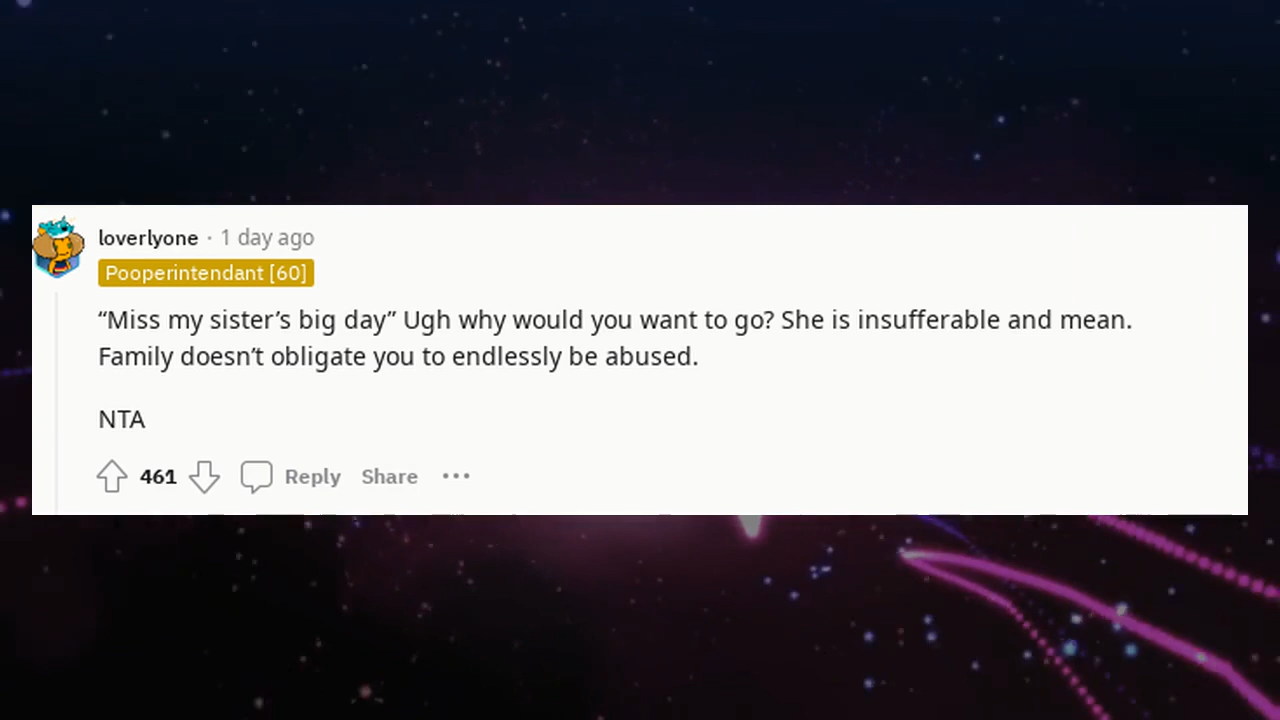 loverlyone · 1 day ago
Pooperintendant [60]
“Miss my sister’s big day” Ugh why would you want to go? She is insufferable and mean.
Family doesn’t obligate you to endlessly be abused.
NTA
461 Reply Share ···